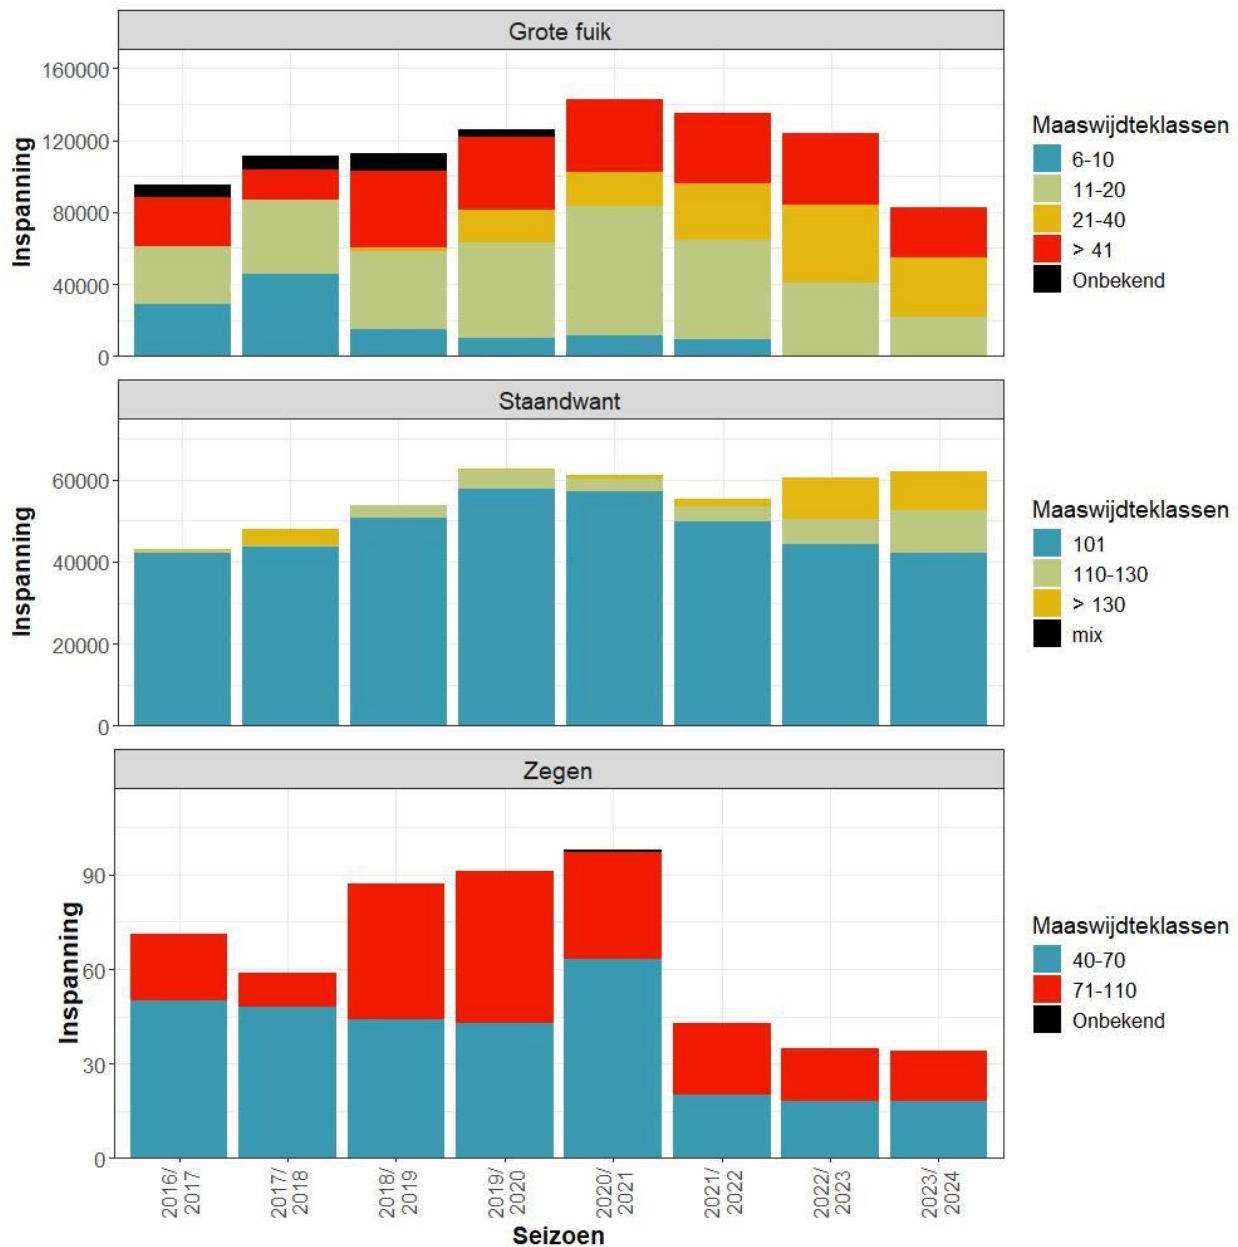 Grote fuik
Inspanning
160000
120000
80000
40000
0
Maaswijdteklassen
6-10
11-20
21-40
> 41
Onbekend
Staandwant
Inspanning
60000
40000
20000
0
Maaswijdteklassen
101
110-130
> 130
mix
Zegen
Inspanning
90
60
30
0
Maaswijdteklassen
40-70
71-110
Onbekend
2016/
2017
2017/
2018
2018/
2019
2019/
2020
2020/
2021
2021/
2022
2022/
2023
2023/
2024
Seizoen